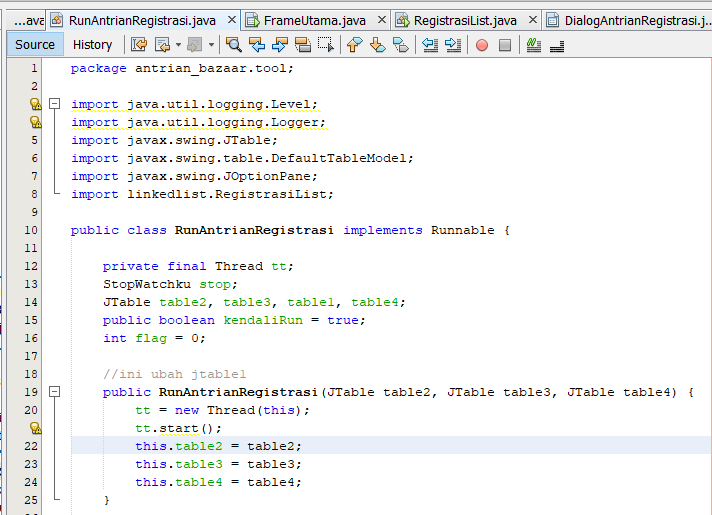 ...ava RunAntrianRegistrasi.java FrameUtama.java RegistrasiList.java DialogAntrianRegistrasi.j...
Source History
1 package antrian_bazaar.tool;
2
import java.util.logging.Level;
import java.util.logging.Logger;
5 import javax.swing.JTable;
6 import javax.swing.table.DefaultTableModel;
7 import javax.swing.JOptionPane;
8 import linkedlist.RegistrasiList;
9
10 public class RunAntrianRegistrasi implements Runnable {
11
12 private final Thread tt;
13 StopWatchku stop;
14 JTable table2, table3, table1, table4;
15 public boolean kendaliRun = true;
16 int flag = 0;
17
18 //ini ubah jtable1
19 public RunAntrianRegistrasi(JTable table2, JTable table3, JTable table4) {
20 tt = new Thread(this);
tt.start();
22 this.table2 = table2;
23 this.table3 = table3;
24 this.table4 = table4;
25 }